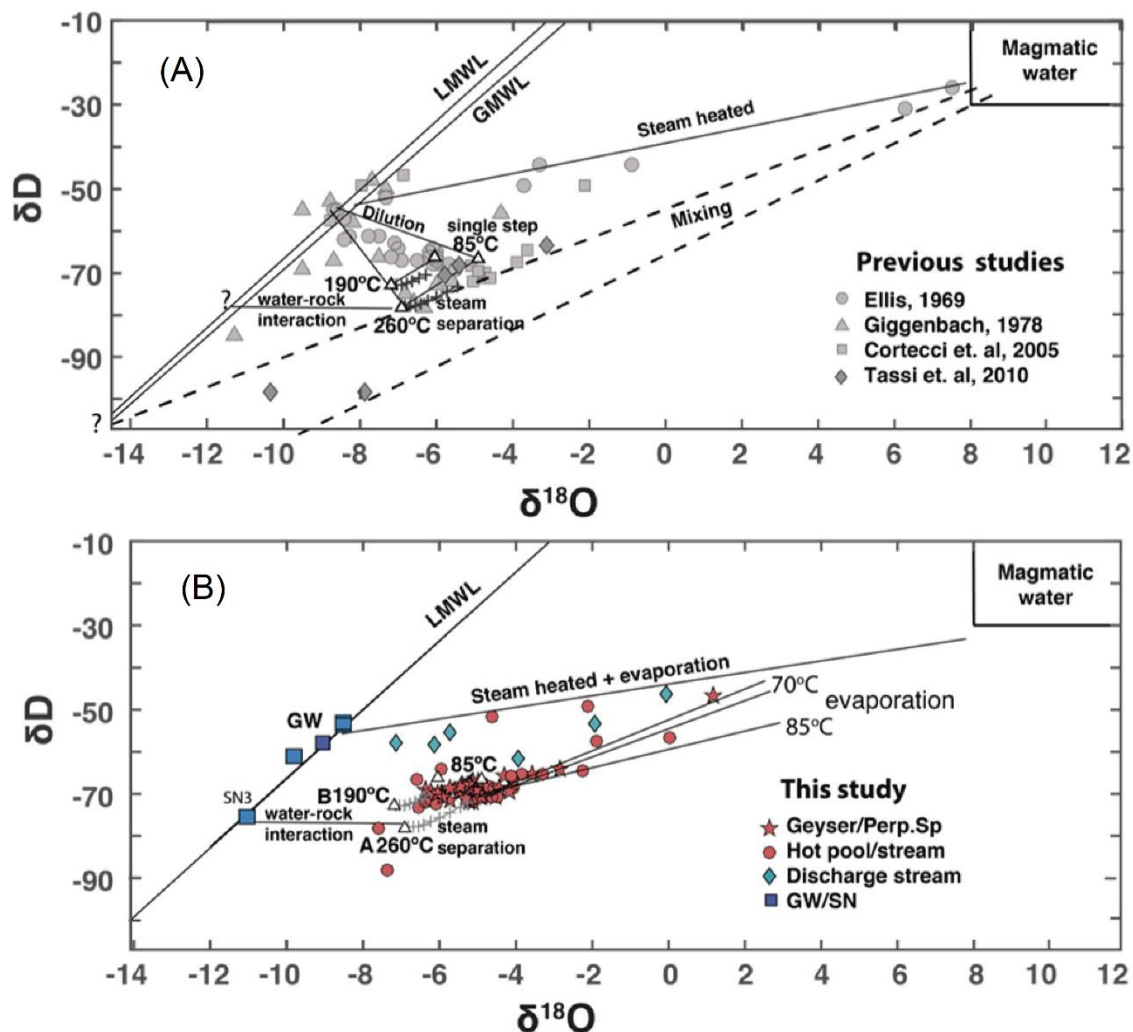 -10
-30
-50
-70
-90
δD
(A)
LMWL
GMWL
Magmatic
water
Steam heated
Dilution
single step
85ºC
Mixing
190ºC
?
water-rock
interaction
260ºC
steam
separation
?
Previous studies
Ellis, 1969
Giggenbach, 1978
Cortecci et. al, 2005
Tassi et. al, 2010
-14 -12 -10 -8 -6 -4 -2 0 2 4 6 8 10 12
δ¹⁸O
-10
-30
-50
-70
-90
δD
(B)
LMWL
Magmatic
water
Steam heated + evaporation
GW
70ºC
evaporation
85ºC
85ºC
SN3
B190ºC
water-rock
interaction
A 260ºC
steam
separation
This study
Geyser/Perp.Sp
Hot pool/stream
Discharge stream
GW/SN
-14 -12 -10 -8 -6 -4 -2 0 2 4 6 8 10 12
δ¹⁸O